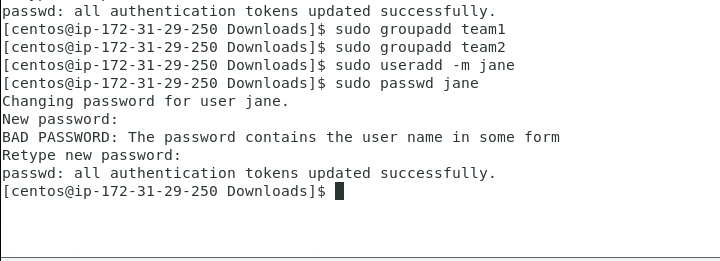 passwd: all authentication tokens updated successfully.
[centos@ip-172-31-29-250 Downloads]$ sudo groupadd team1
[centos@ip-172-31-29-250 Downloads]$ sudo groupadd team2
[centos@ip-172-31-29-250 Downloads]$ sudo useradd -m jane
[centos@ip-172-31-29-250 Downloads]$ sudo passwd jane
Changing password for user jane.
New password:
BAD PASSWORD: The password contains the user name in some form
Retype new password:
passwd: all authentication tokens updated successfully.
[centos@ip-172-31-29-250 Downloads]$